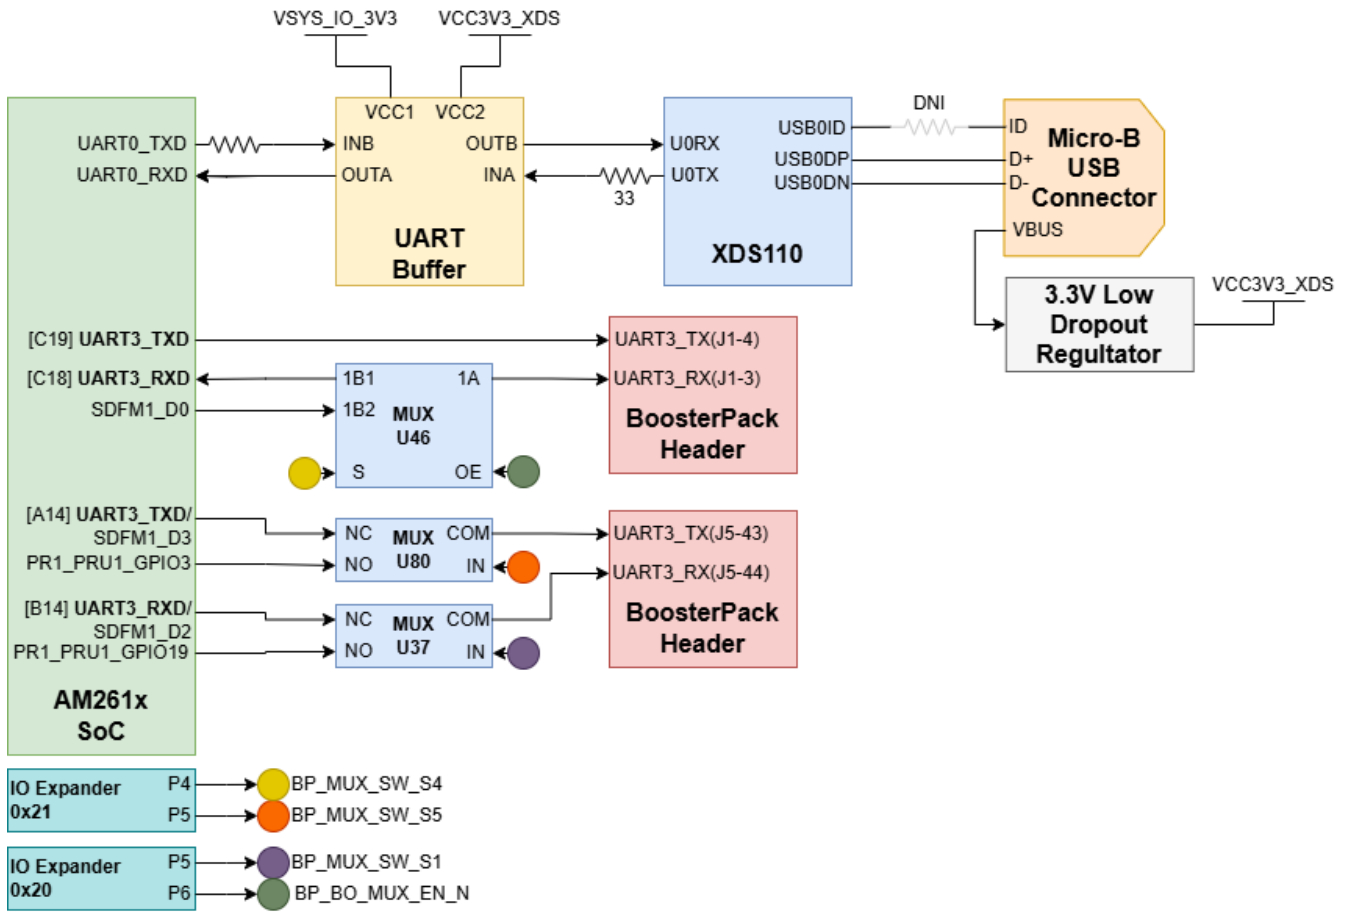 VSYS_IO_3V3
VCC3V3_XDS
VCC1
VCC2
UART0_TXD
UART0_RXD
INB
OUTA
OUTB
INA
UART
Buffer
33
U0RX
U0TX
USB0ID
USB0DP
USB0DN
XDS110
DNI
ID
D+
D-
VBUS
Micro-B
USB
Connector
3.3V Low
Dropout
Regultator
VCC3V3_XDS
[C19] UART3_TXD
[C18] UART3_RXD
SDFM1_D0
1B1
1A
1B2
MUX
U46
S
OE
UART3_TX(J1-4)
UART3_RX(J1-3)
BoosterPack
Header
[A14] UART3_TXD/
SDFM1_D3
PR1_PRU1_GPIO3
NC
COM
NO
IN
MUX
U80
[B14] UART3_RXD/
SDFM1_D2
PR1_PRU1_GPIO19
NC
COM
NO
IN
MUX
U37
UART3_TX(J5-43)
UART3_RX(J5-44)
BoosterPack
Header
AM261x
SoC
IO Expander
0x21
P4
P5
BP_MUX_SW_S4
BP_MUX_SW_S5
IO Expander
0x20
P5
P6
BP_MUX_SW_S1
BP_BO_MUX_EN_N